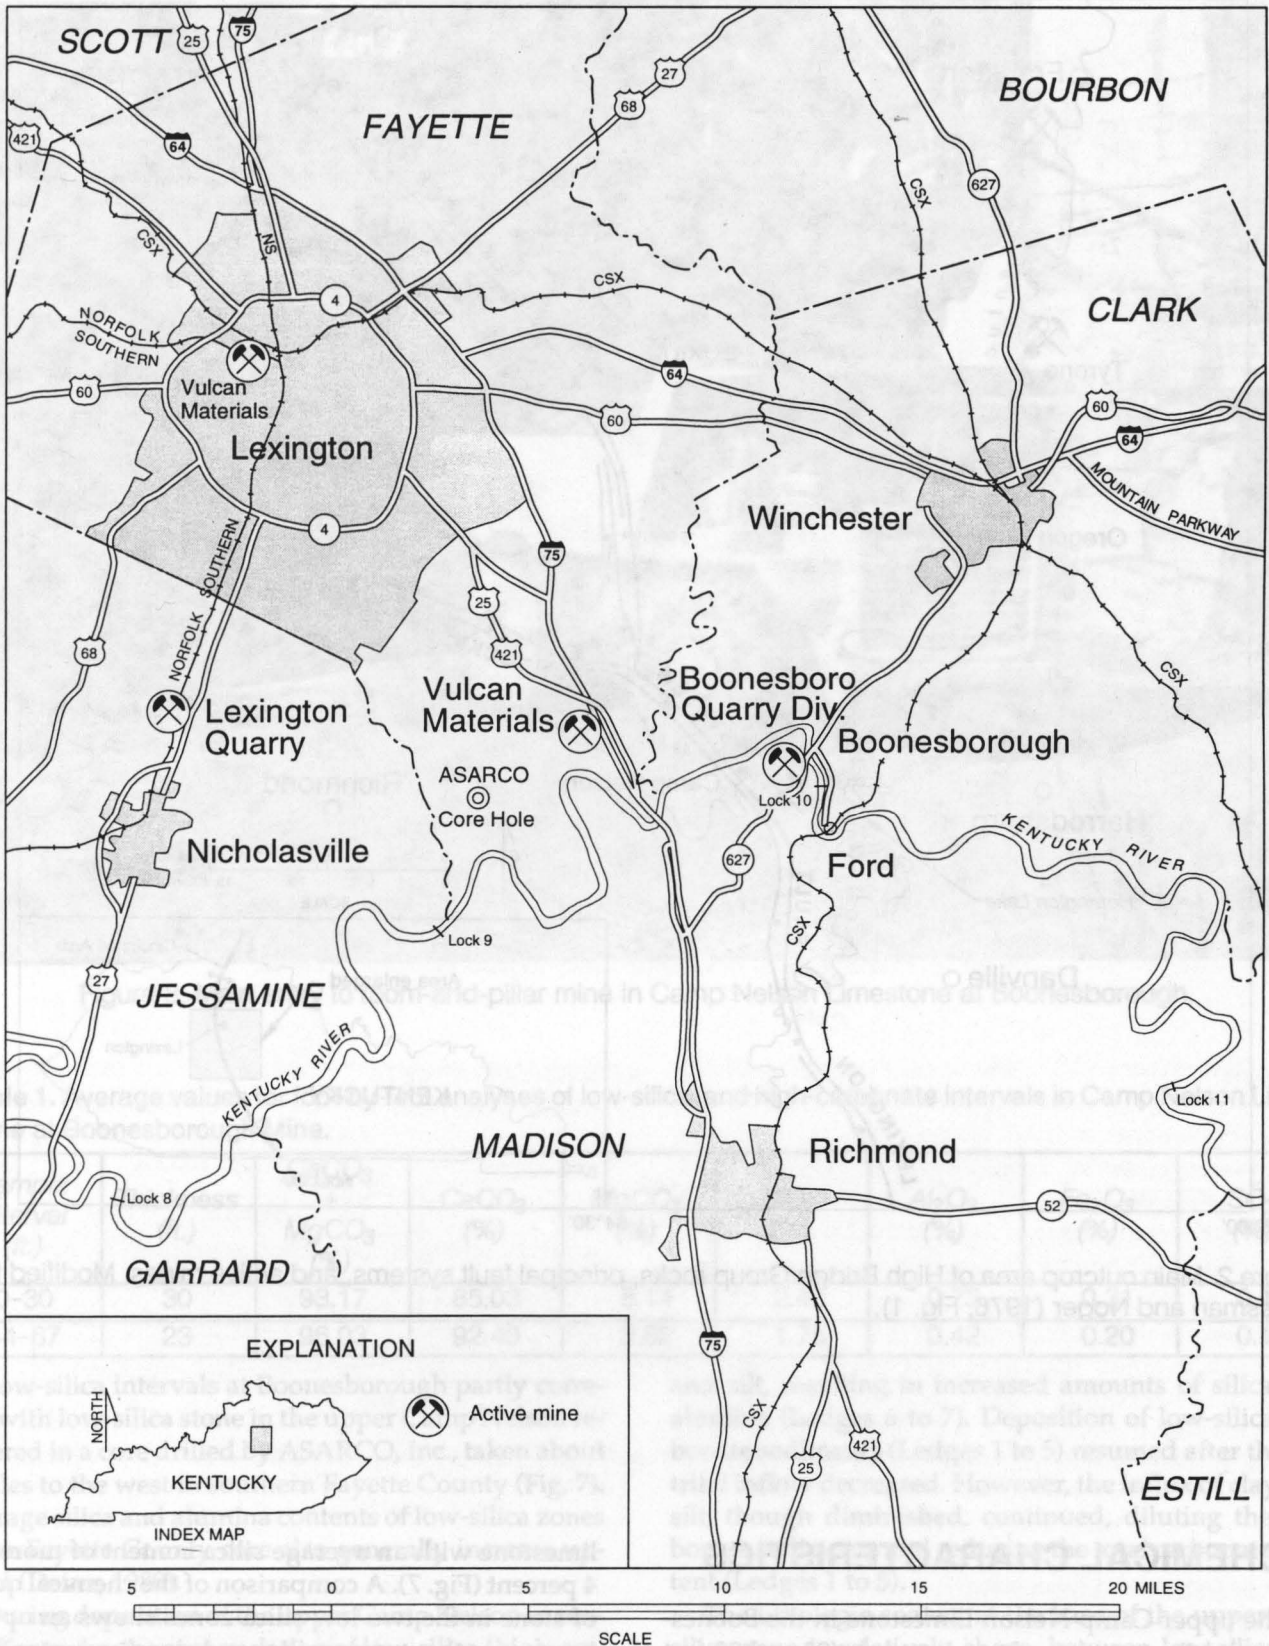 SCOTT
25
75
BOURBON
27
68
FAYETTE
421
64
CSX
627
NS
CSX
CSX
4
CLARK
NORFOLK
SOUTHERN
60
Vulcan
Materials
64
60
60
64
Lexington
MOUNTAIN PARKWAY
Winchester
4
75
NORFOLK SOUTHERN
25
68
421
CSX
Vulcan
Materials
Boonesboro
Quarry Div.
Lexington
Quarry
Boonesborough
ASARCO
Core Hole
Lock 10
KENTUCKY RIVER
Nicholasville
627
Ford
CSX
Lock 9
27
JESSAMINE
KENTUCKY RIVER
Lock 11
MADISON
Richmond
Lock 8
52
GARRARD
75
EXPLANATION
NORTH
Active mine
CSX
KENTUCKY
25
421
ESTILL
INDEX MAP
5 0 5 10 15 20 MILES
SCALE